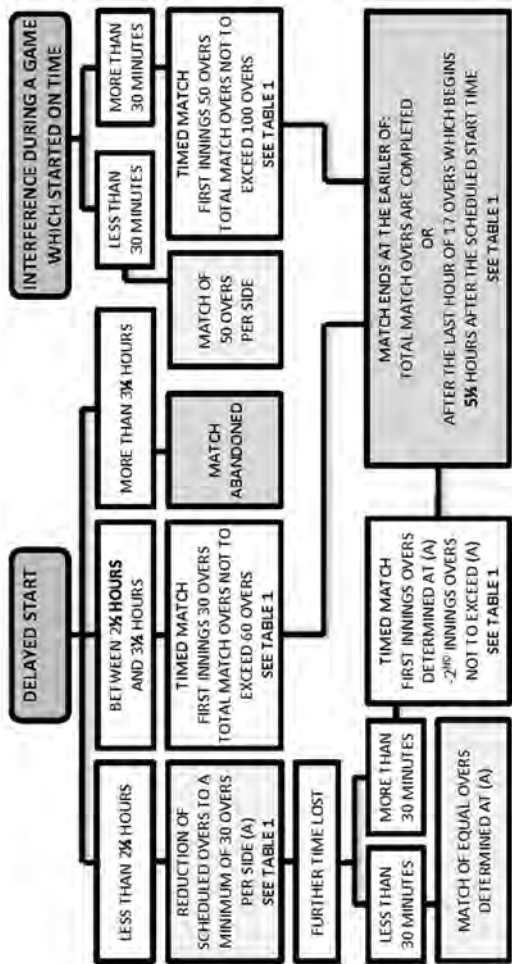 DELAYED START
LESS THAN 2¼ HOURS
BETWEEN 2¼ HOURS
AND 3¼ HOURS
MORE THAN 3¼ HOURS
REDUCTION OF
SCHEDULED OVERS TO A
MINIMUM OF 30 OVERS
PER SIDE (A)
SEE TABLE 1
TIMED MATCH
FIRST INNINGS 30 OVERS
TOTAL MATCH OVERS NOT TO
EXCEED 60 OVERS
SEE TABLE 1
MATCH
ABANDONED
FURTHER TIME LOST
LESS THAN
30 MINUTES
MORE THAN
30 MINUTES
MATCH OF EQUAL OVERS
DETERMINED AT (A)
TIMED MATCH
FIRST INNINGS OVERS
DETERMINED AT (A)
-2ND INNINGS OVERS
NOT TO EXCEED (A)
SEE TABLE 1
INTERFERENCE DURING A GAME
WHICH STARTED ON TIME
LESS THAN
30 MINUTES
MORE THAN
30 MINUTES
MATCH OF
50 OVERS
PER SIDE
TIMED MATCH
FIRST INNINGS 50 OVERS
TOTAL MATCH OVERS NOT TO
EXCEED 100 OVERS
SEE TABLE 1
MATCH ENDS AT THE EARILER OF:
TOTAL MATCH OVERS ARE COMPLETED
OR
AFTER THE LAST HOUR OF 17 OVERS WHICH BEGINS
5½ HOURS AFTER THE SCHEDULED START TIME
SEE TABLE 1